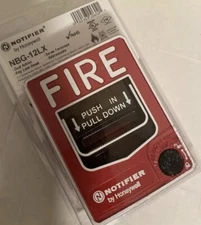 NOTIFIER
by Honeywell
NBG-12LX
FIRE
PUSH IN
PULL DOWN
NOTIFIER
by Honeywell